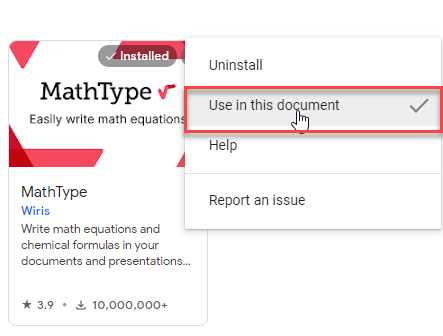 Installed
MathType
Easily write math equations
MathType
Wiris
Write math equations and
chemical formulas in your
documents and presentations...
3.9 • 10,000,000+
Uninstall
Use in this document
Help
Report an issue